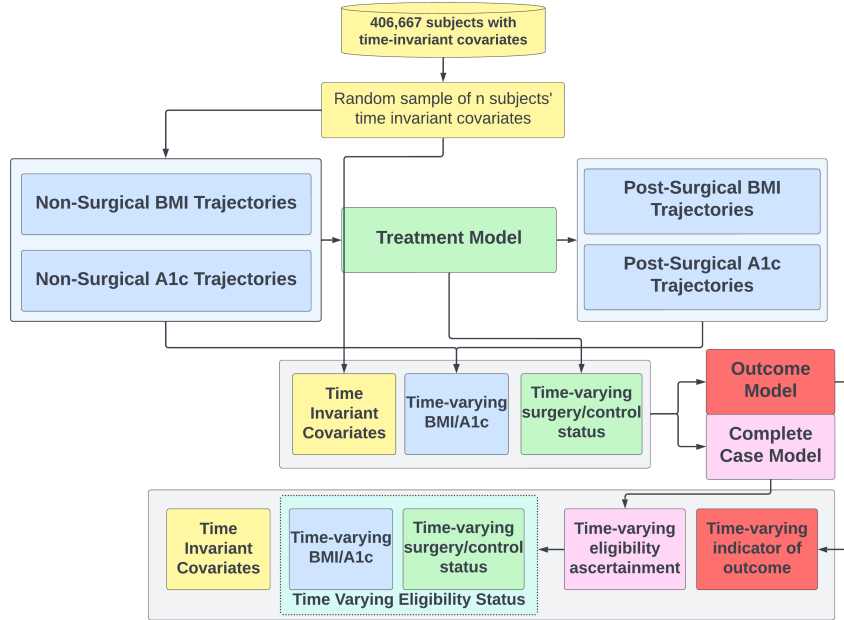 406,667 subjects with
time-invariant covariates
Random sample of n subjects'
time invariant covariates
Non-Surgical BMI Trajectories
Non-Surgical A1c Trajectories
Treatment Model
Post-Surgical BMI
Trajectories
Post-Surgical A1c
Trajectories
Time
Invariant
Covariates
Time-varying
BMI/A1c
Time-varying
surgery/control
status
Outcome
Model
Complete
Case Model
Time
Invariant
Covariates
Time-varying
BMI/A1c
Time-varying
surgery/control
status
Time Varying Eligibility Status
Time-varying
eligibility
ascertainment
Time-varying
indicator of
outcome